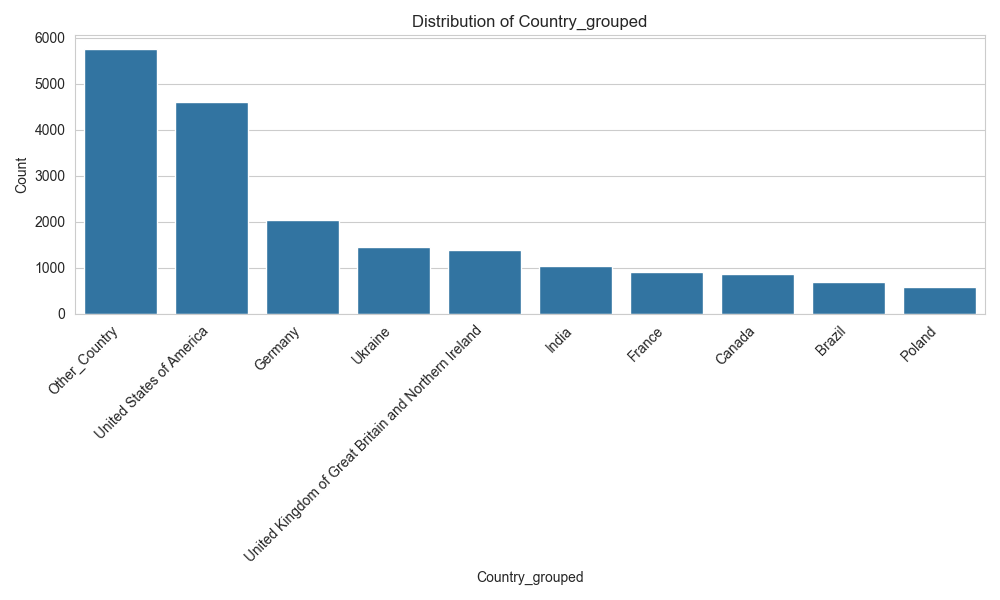 Distribution of Country_grouped
6000
5000
4000
3000
2000
1000
0
Count
Other_Country
United States of America
Germany
Ukraine
United Kingdom of Great Britain and Northern Ireland
India
France
Canada
Brazil
Poland
Country_grouped